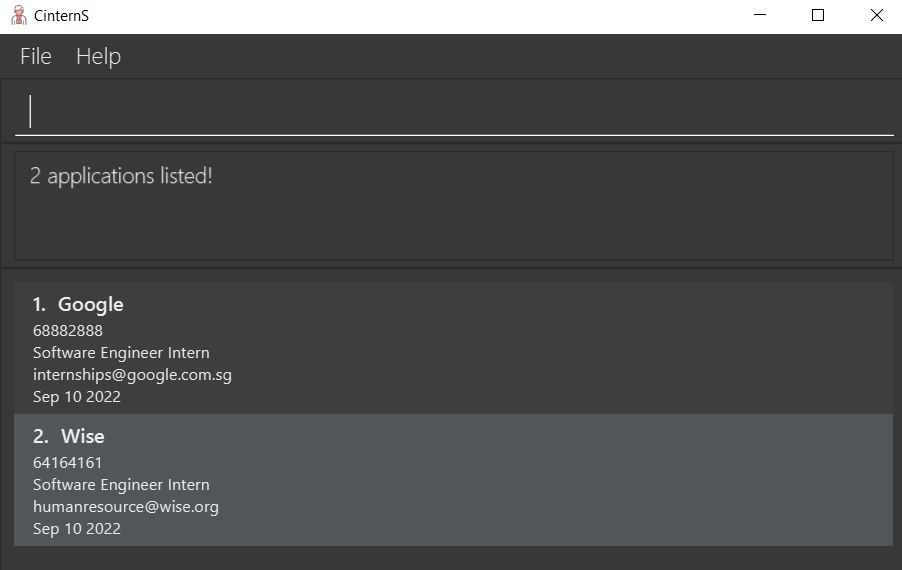 CinternS
File Help
2 applications listed!
1. Google
68882888
Software Engineer Intern
internships@google.com.sg
Sep 10 2022
2. Wise
64164161
Software Engineer Intern
humanresource@wise.org
Sep 10 2022